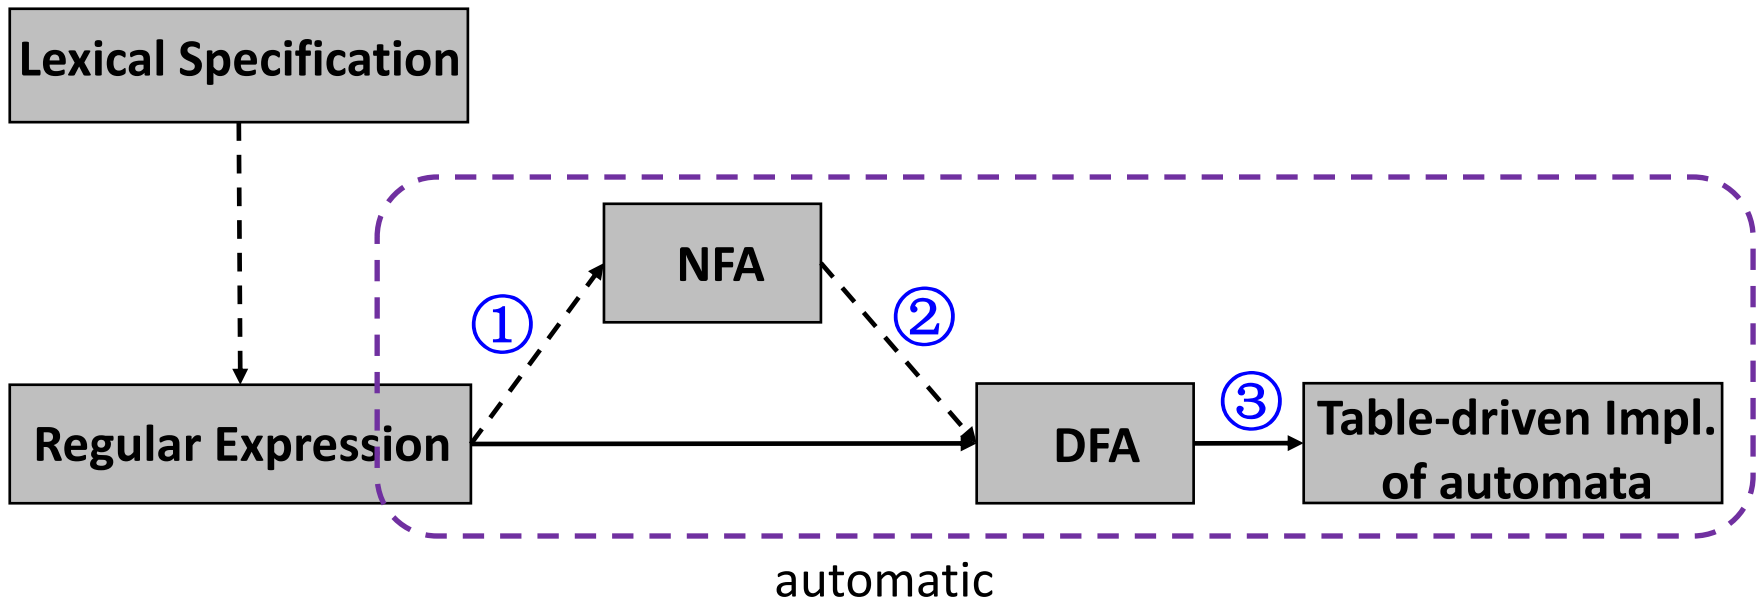 Lexical Specification
NFA
①
②
③
Regular Expression
DFA
Table-driven Impl.
of automata
automatic